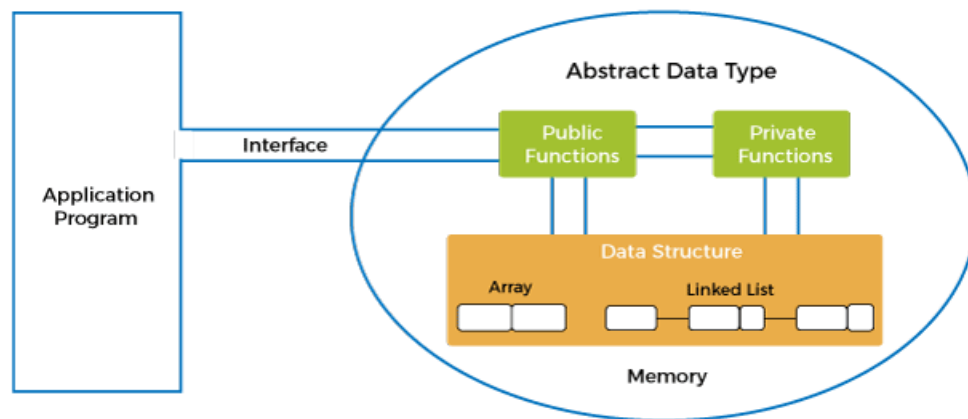 Abstract Data Type
Public
Functions
Private
Functions
Interface
Application
Program
Data Structure
Array
Linked List
Memory